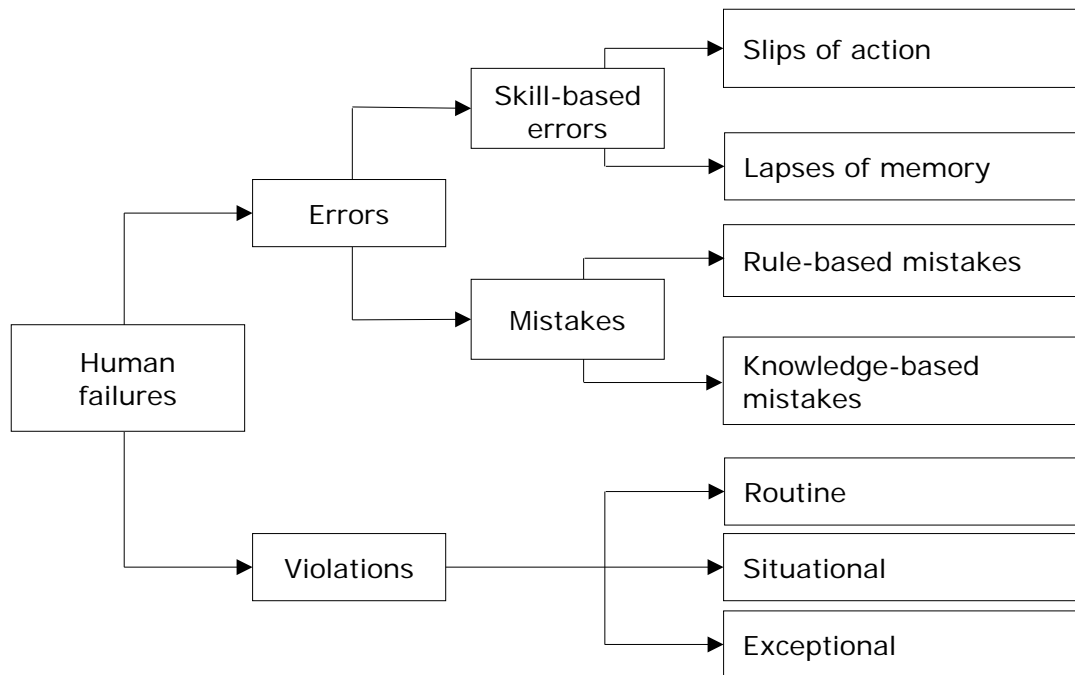 Slips of action
Skill-based
errors
Lapses of memory
Errors
Rule-based mistakes
Mistakes
Human
failures
Knowledge-based
mistakes
Routine
Violations
Situational
Exceptional